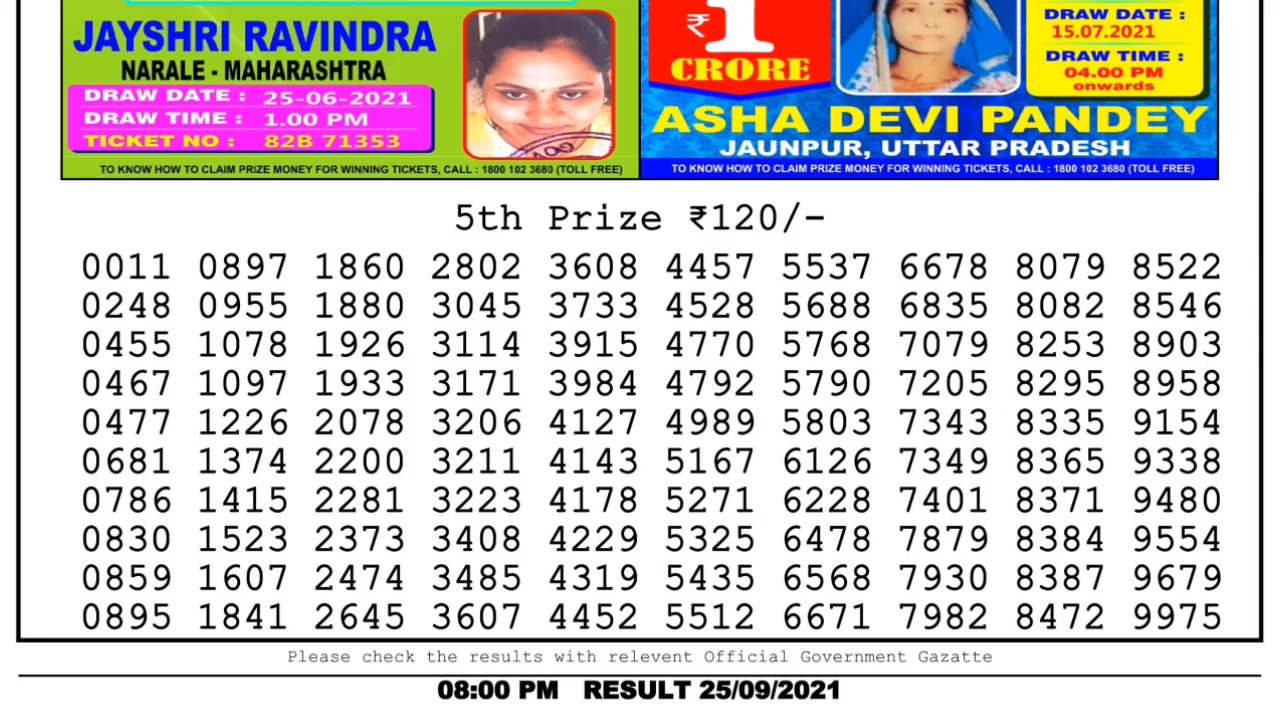 JAYSHRI RAVINDRA
NARALE - MAHARASHTRA
DRAW DATE : 25-06-2021
DRAW TIME : 1.00 PM
TICKET NO : 82B 71353
100
TO KNOW HOW TO CLAIM PRIZE MONEY FOR WINNING TICKETS, CALL : 1800 102 3680 (TOLL FREE)
₹1
CRORE
DRAW DATE :
15.07.2021
DRAW TIME :
04.00 PM
onwards
ASHA DEVI PANDEY
JAUNPUR, UTTAR PRADESH
TO KNOW HOW TO CLAIM PRIZE MONEY FOR WINNING TICKETS, CALL : 1800 102 3680 (TOLL FREE)
5th Prize ₹120/-
0011 0897 1860 2802 3608 4457 5537 6678 8079 8522
0248 0955 1880 3045 3733 4528 5688 6835 8082 8546
0455 1078 1926 3114 3915 4770 5768 7079 8253 8903
0467 1097 1933 3171 3984 4792 5790 7205 8295 8958
0477 1226 2078 3206 4127 4989 5803 7343 8335 9154
0681 1374 2200 3211 4143 5167 6126 7349 8365 9338
0786 1415 2281 3223 4178 5271 6228 7401 8371 9480
0830 1523 2373 3408 4229 5325 6478 7879 8384 9554
0859 1607 2474 3485 4319 5435 6568 7930 8387 9679
0895 1841 2645 3607 4452 5512 6671 7982 8472 9975
Please check the results with relevent Official Government Gazatte
08:00 PM RESULT 25/09/2021